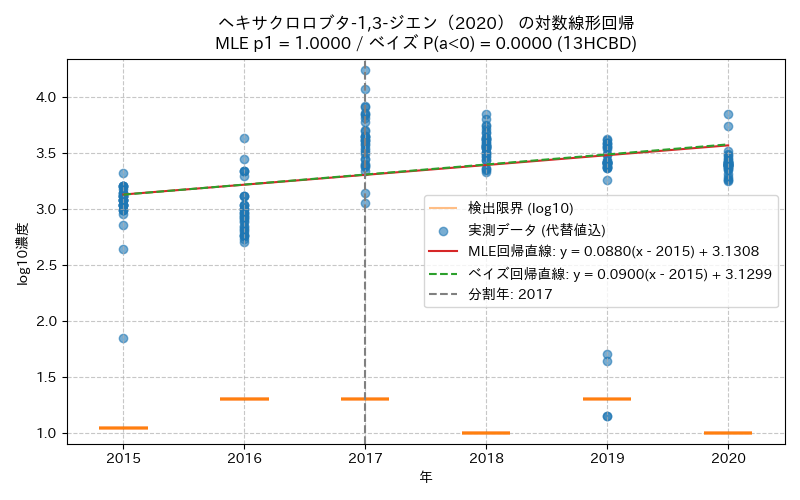 ヘキサクロロブタ-1,3-ジエン（2020） の対数線形回帰
MLE p1 = 1.0000 / ベイズ P(a<0) = 0.0000 (13HCBD)
log10濃度
4.0
3.5
3.0
2.5
2.0
1.5
1.0
検出限界 (log10)
実測データ (代替値込)
MLE回帰直線: y = 0.0880(x - 2015) + 3.1308
ベイズ回帰直線: y = 0.0900(x - 2015) + 3.1299
分割年: 2017
2015 2016 2017 2018 2019 2020
年